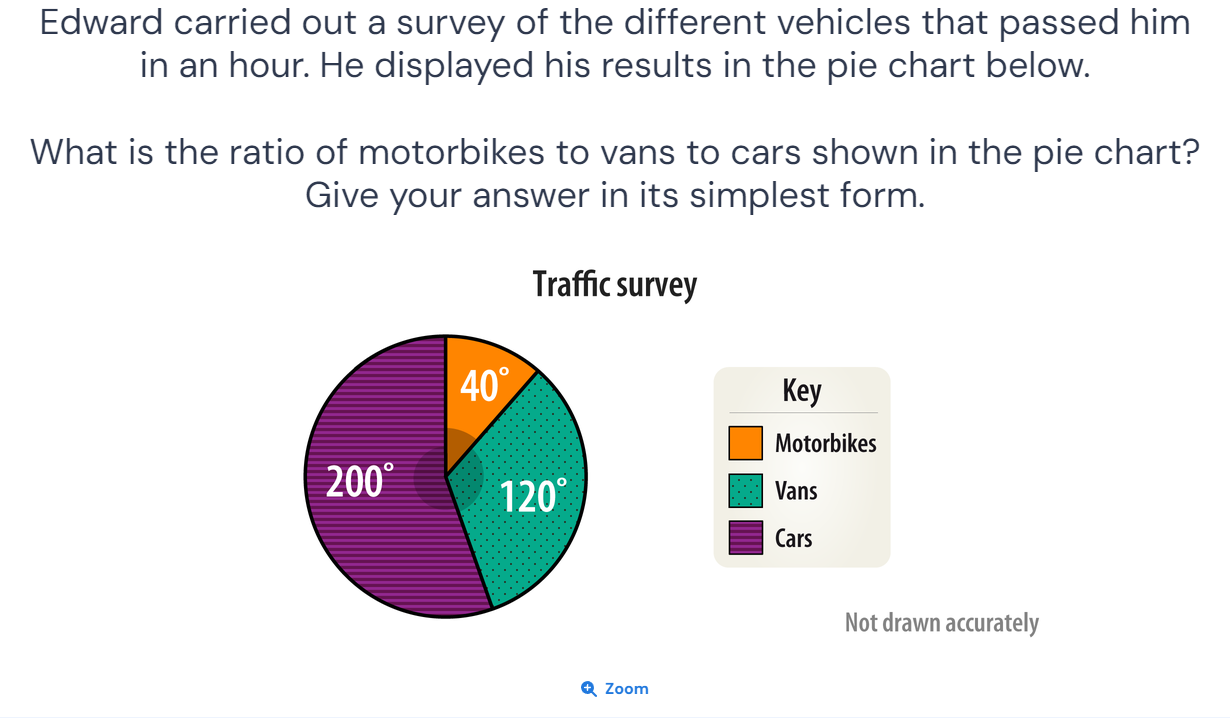 Edward carried out a survey of the different vehicles that passed him
in an hour. He displayed his results in the pie chart below.
What is the ratio of motorbikes to vans to cars shown in the pie chart?
Give your answer in its simplest form.
Traffic survey
40°
200°
120°
Key
Motorbikes
Vans
Cars
Not drawn accurately
Zoom